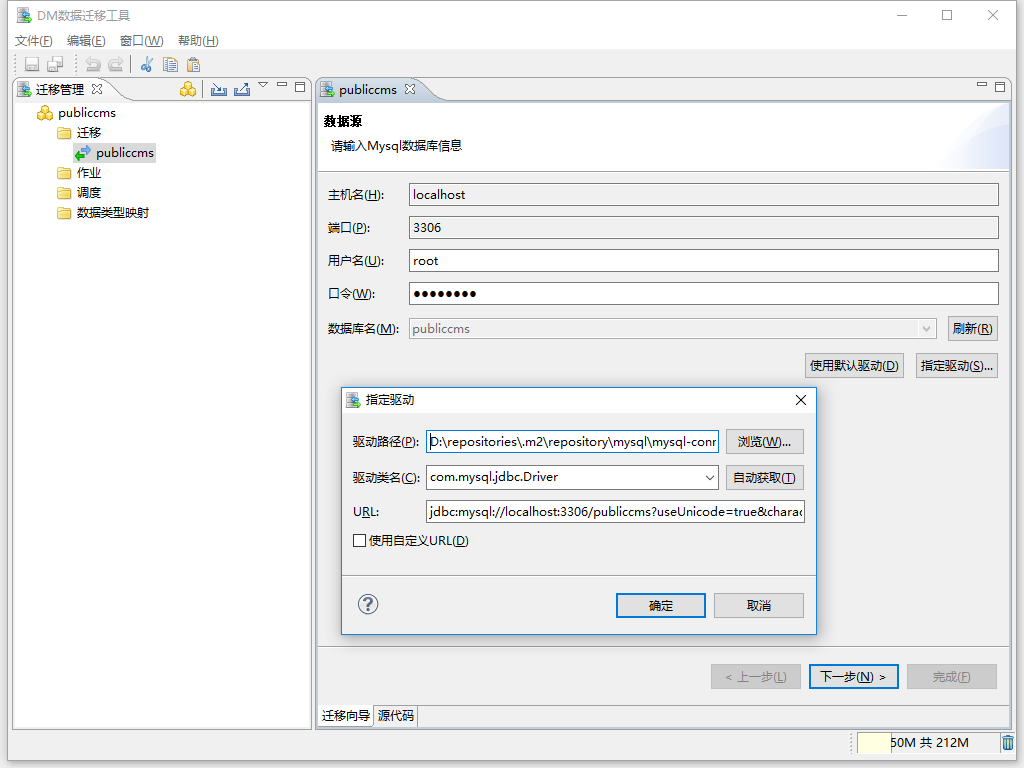 DM数据迁移工具
文件(F) 编辑(E) 窗口(W) 帮助(H)
迁移管理
publiccms
迁移
publiccms
作业
调度
数据类型映射
publiccms
数据源
请输入Mysql数据库信息
主机名(H): localhost
端口(P): 3306
用户名(U): root
口令(W): ●●●●●●●●
数据库名(M): publiccms 刷新(R)
使用默认驱动(D) 指定驱动(S)...
指定驱动
驱动路径(P): D:\repositories\.m2\repository\mysql\mysql-conr 浏览(W)...
驱动类名(C): com.mysql.jdbc.Driver 自动获取(T)
URL: jdbc:mysql://localhost:3306/publiccms?useUnicode=true&charac
使用自定义URL(D)
?
确定 取消
< 上一步(L) 下一步(N) > 完成(F)
迁移向导 源代码
50M 共 212M